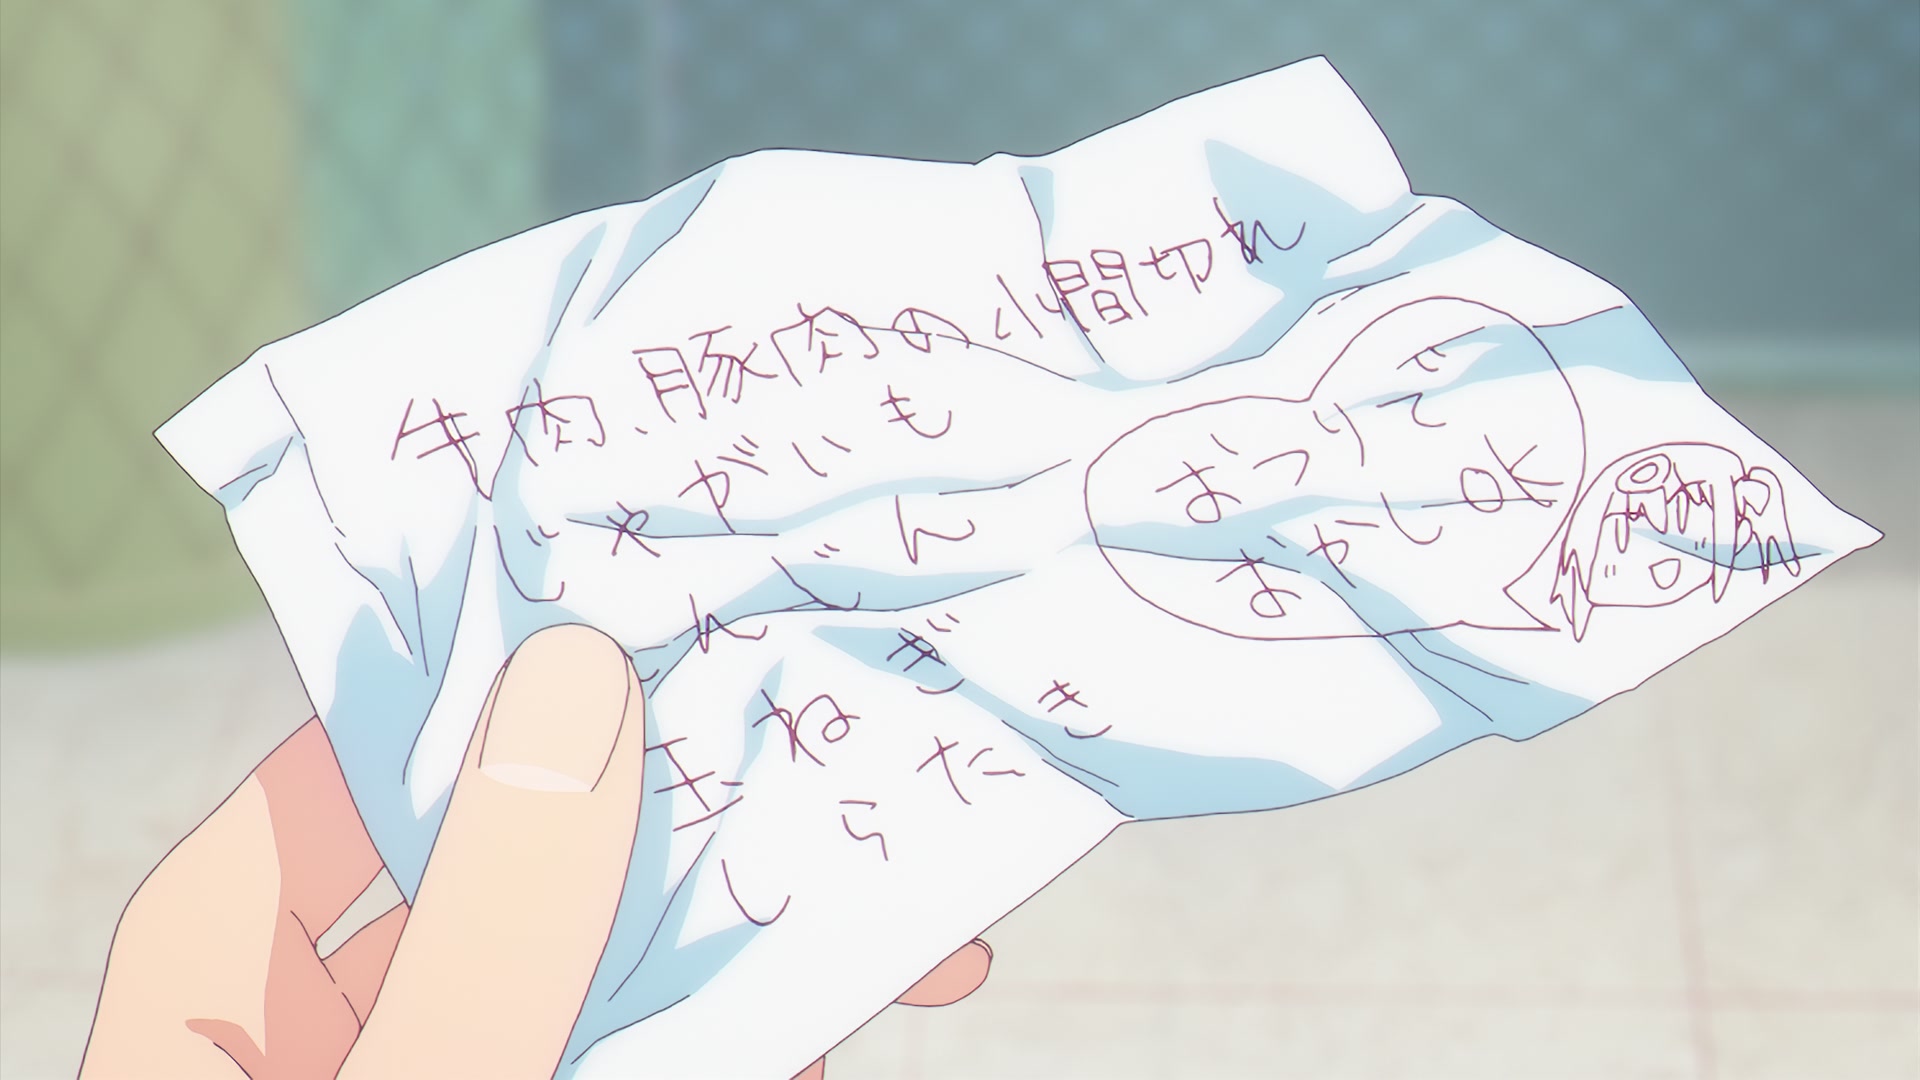 牛肉、豚肉の小間切れ
じゃがいも
にんじん
玉ねぎ
しらたき
おつりで
おかしOK